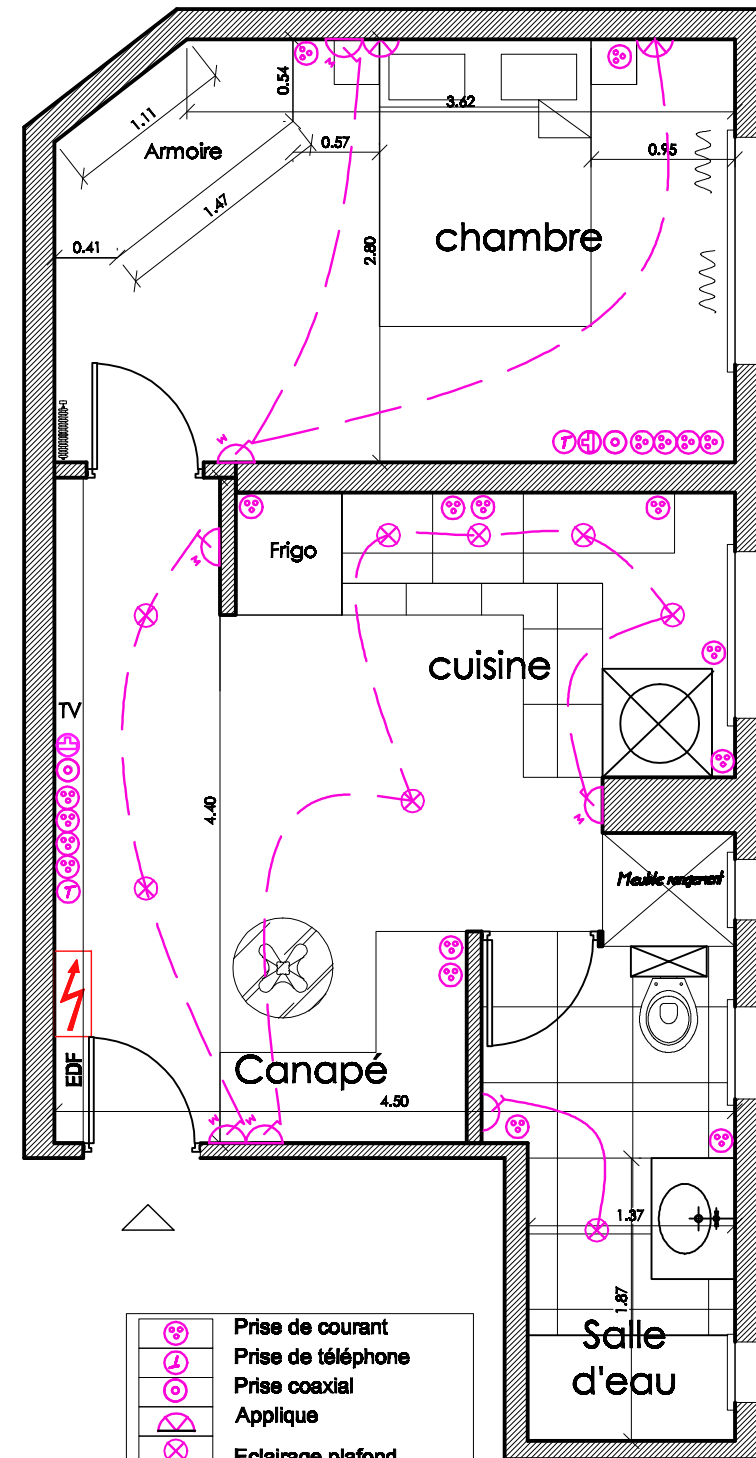 0.54
3.62
1.11
Armoire
0.57
0.95
1.47
chambre
0.41
2.80
M
M
T
M
Frigo
cuisine
TV
4.40
M
T
Meuble rangement
EDF
Canapé
4.50
M
M
1.37
1.87
Salle
d'eau
Prise de courant
Prise de téléphone
Prise coaxial
Applique
Eclairage plafond